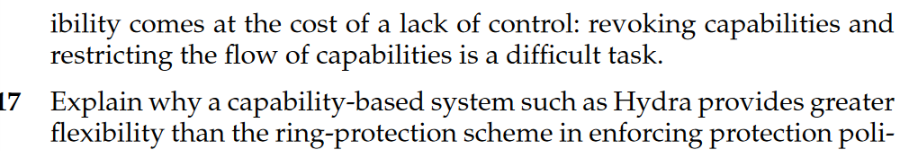 ibility comes at the cost of a lack of control: revoking capabilities and
restricting the flow of capabilities is a difficult task.
17 Explain why a capability-based system such as Hydra provides greater
flexibility than the ring-protection scheme in enforcing protection poli-